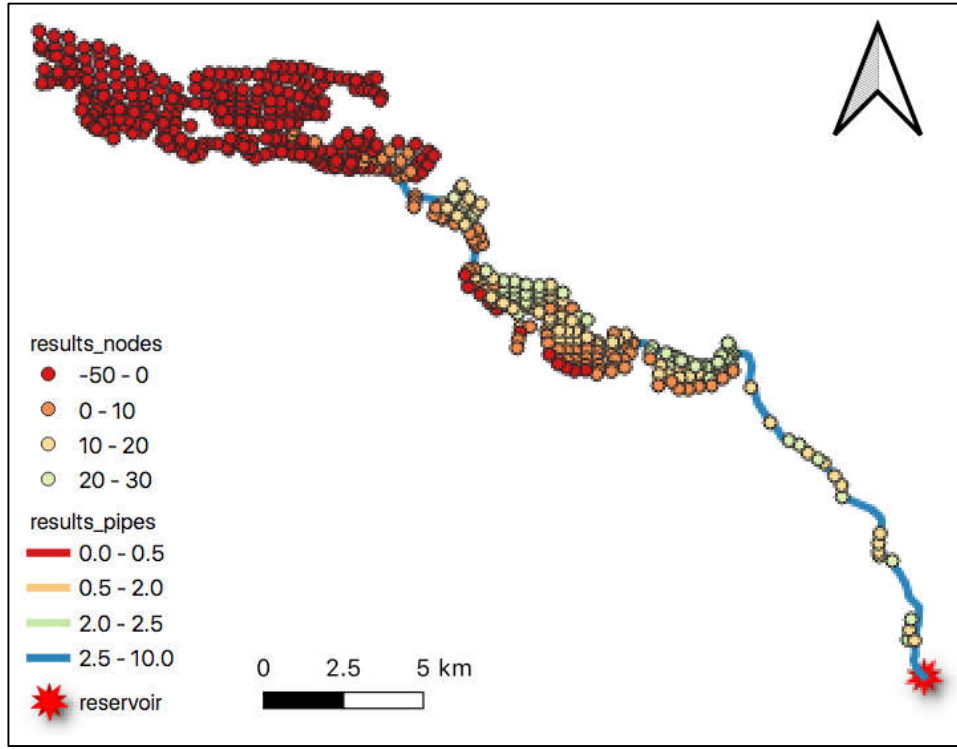 results_nodes
-50 - 0
0 - 10
10 - 20
20 - 30
results_pipes
0.0 - 0.5
0.5 - 2.0
2.0 - 2.5
2.5 - 10.0
reservoir
0 2.5 5 km